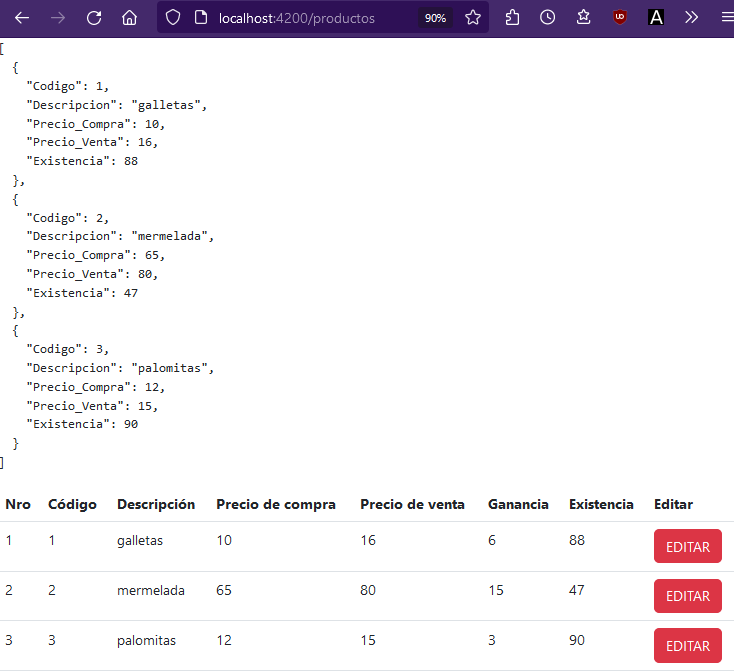 localhost:4200/productos 90% UD A
[
{
"Codigo": 1,
"Descripcion": "galletas",
"Precio_Compra": 10,
"Precio_Venta": 16,
"Existencia": 88
},
{
"Codigo": 2,
"Descripcion": "mermelada",
"Precio_Compra": 65,
"Precio_Venta": 80,
"Existencia": 47
},
{
"Codigo": 3,
"Descripcion": "palomitas",
"Precio_Compra": 12,
"Precio_Venta": 15,
"Existencia": 90
}
]
Nro Código Descripción Precio de compra Precio de venta Ganancia Existencia Editar
1 1 galletas 10 16 6 88 EDITAR
2 2 mermelada 65 80 15 47 EDITAR
3 3 palomitas 12 15 3 90 EDITAR